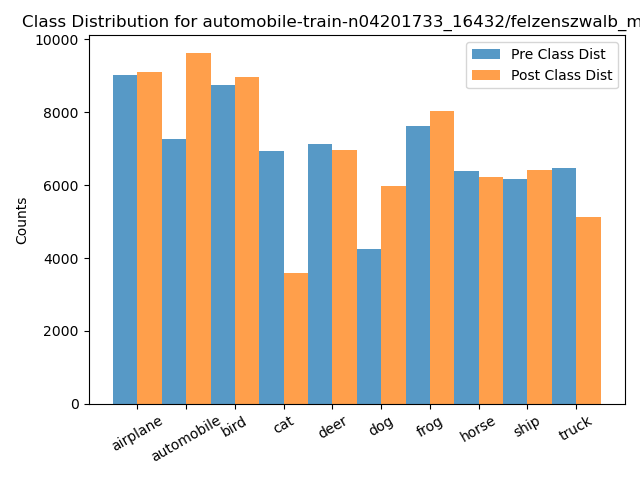 Class Distribution for automobile-train-n04201733_16432/felzenszwalb_m
Pre Class Dist
Post Class Dist
Counts
10000
8000
6000
4000
2000
0
airplane
automobile
bird
cat
deer
dog
frog
horse
ship
truck